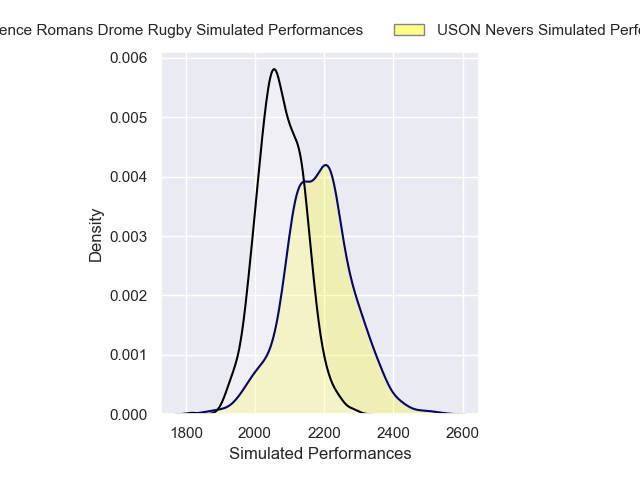 ence Romans Drome Rugby Simulated Performances
USON Nevers Simulated Perfo
0.006
0.005
0.004
0.003
0.002
0.001
0.000
Density
1800 2000 2200 2400 2600
Simulated Performances